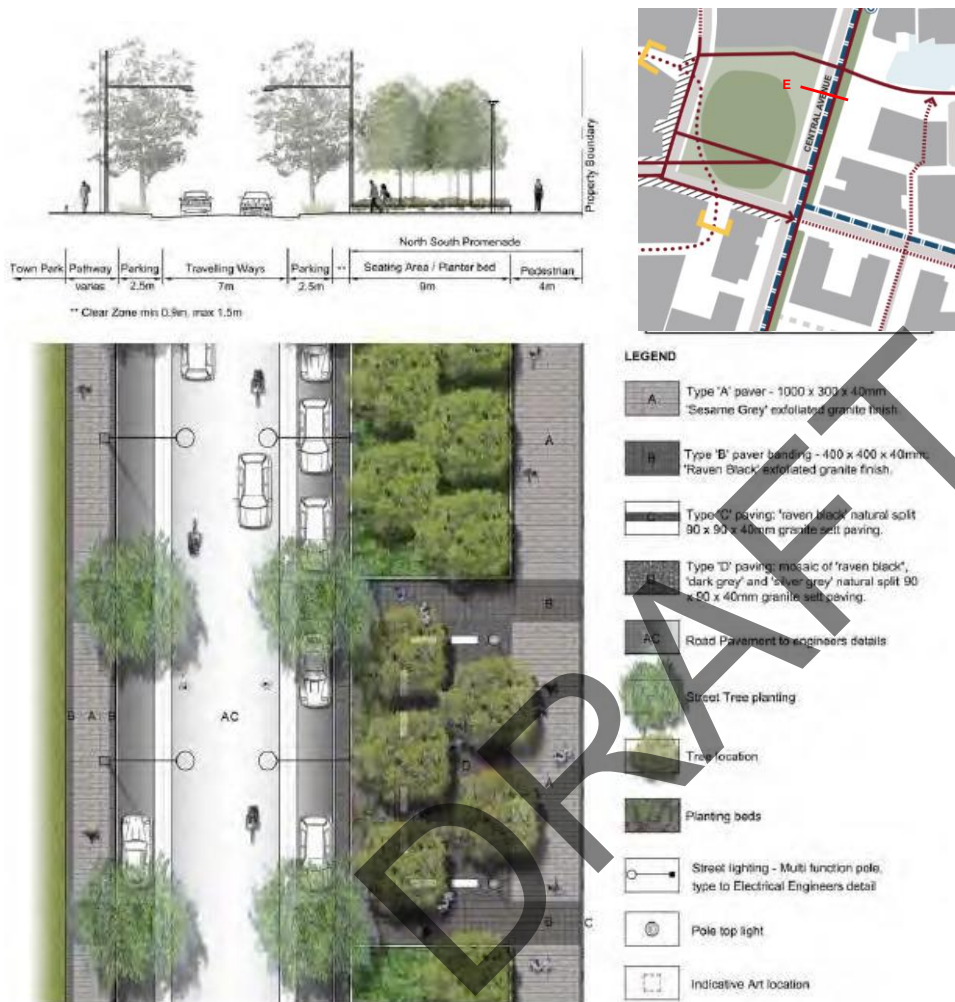 E
CENTRAL AVENUE
Property Boundary
North South Promenade
Town Park Pathway Parking Travelling Ways Parking ** Seating Area / Planter bed Pedestrian
varies 2.5m 7m 2.5m 9m 4m
** Clear Zone min 0.9m, max 1.5m
LEGEND
A Type 'A' paver - 1000 x 300 x 40mm
'Sesame Grey' exfoliated granite finish.
B Type 'B' paver banding - 400 x 400 x 40mm;
'Raven Black' exfoliated granite finish.
C Type 'C' paving; 'raven black' natural split
90 x 90 x 40mm granite sett paving.
D Type 'D' paving: mosaic of 'raven black',
'dark grey' and 'silver grey' natural split 90
x 90 x 40mm granite sett paving.
AC Road Pavement to engineers details
Street Tree planting
Tree location
Planting beds
Street lighting - Multi function pole,
type to Electrical Engineers detail
Pole top light
Indicative Art location
A
B
B A B
AC
D
A
B C
DRAFT